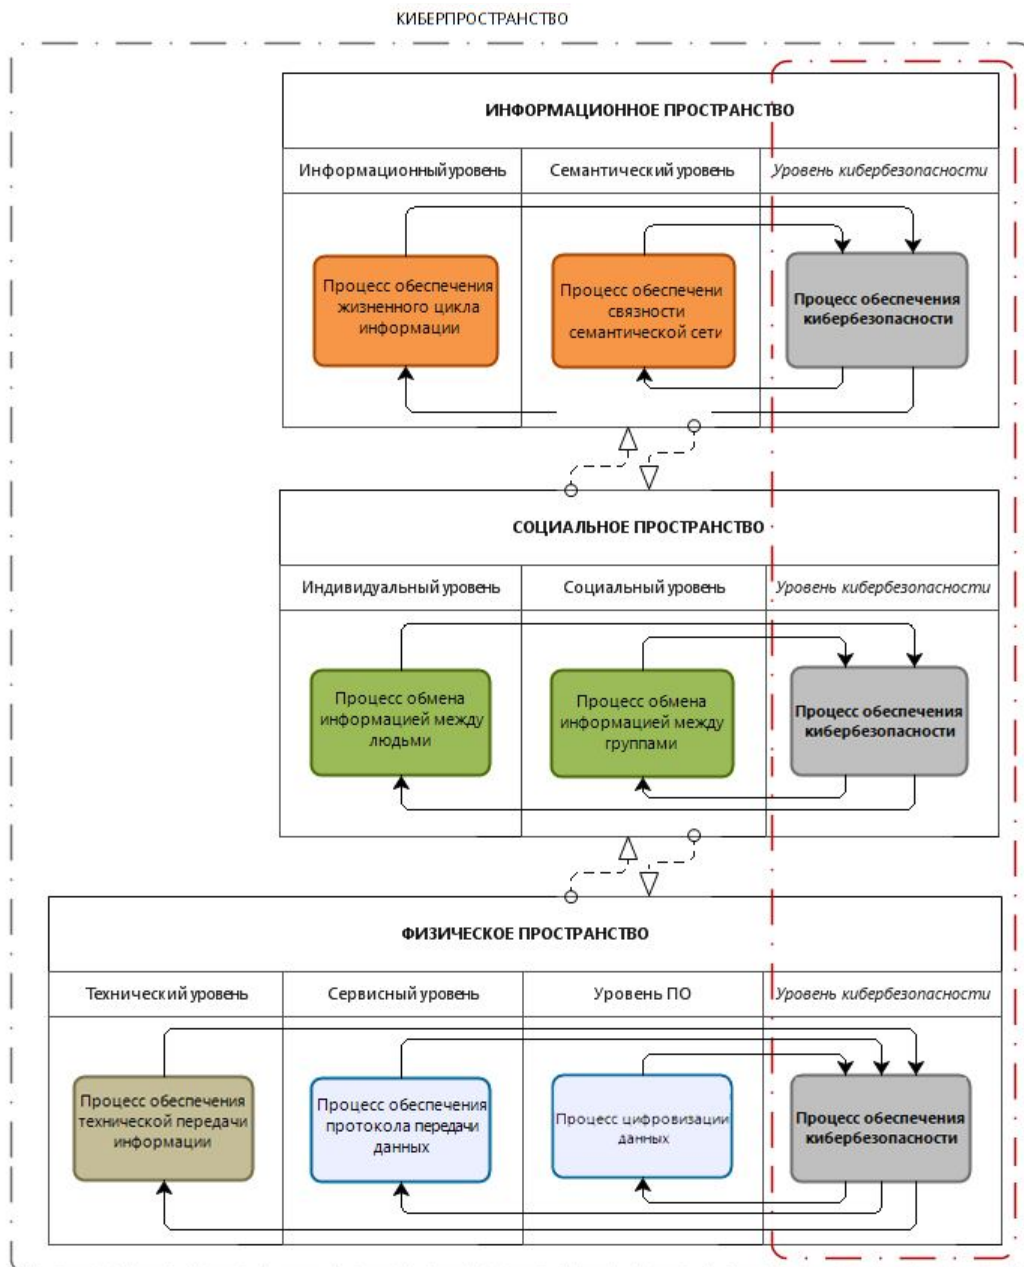 КИБЕРПРОСТРАНСТВО
ИНФОРМАЦИОННОЕ ПРОСТРАНСТВО
Информационный уровень
Семантический уровень
Уровень кибербезопасности
Процесс обеспечения
жизненного цикла
информации
Процесс обеспечени
связности
семантической сети
Процесс обеспечения
кибербезопасности
СОЦИАЛЬНОЕ ПРОСТРАНСТВО
Индивидуальный уровень
Социальный уровень
Уровень кибербезопасности
Процесс обмена
информацией между
людьми
Процесс обмена
информацией между
группами
Процесс обеспечения
кибербезопасности
ФИЗИЧЕСКОЕ ПРОСТРАНСТВО
Технический уровень
Сервисный уровень
Уровень ПО
Уровень кибербезопасности
Процесс обеспечения
технической передачи
информации
Процесс обеспечения
протокола передачи
данных
Процесс цифровизации
данных
Процесс обеспечения
кибербезопасности